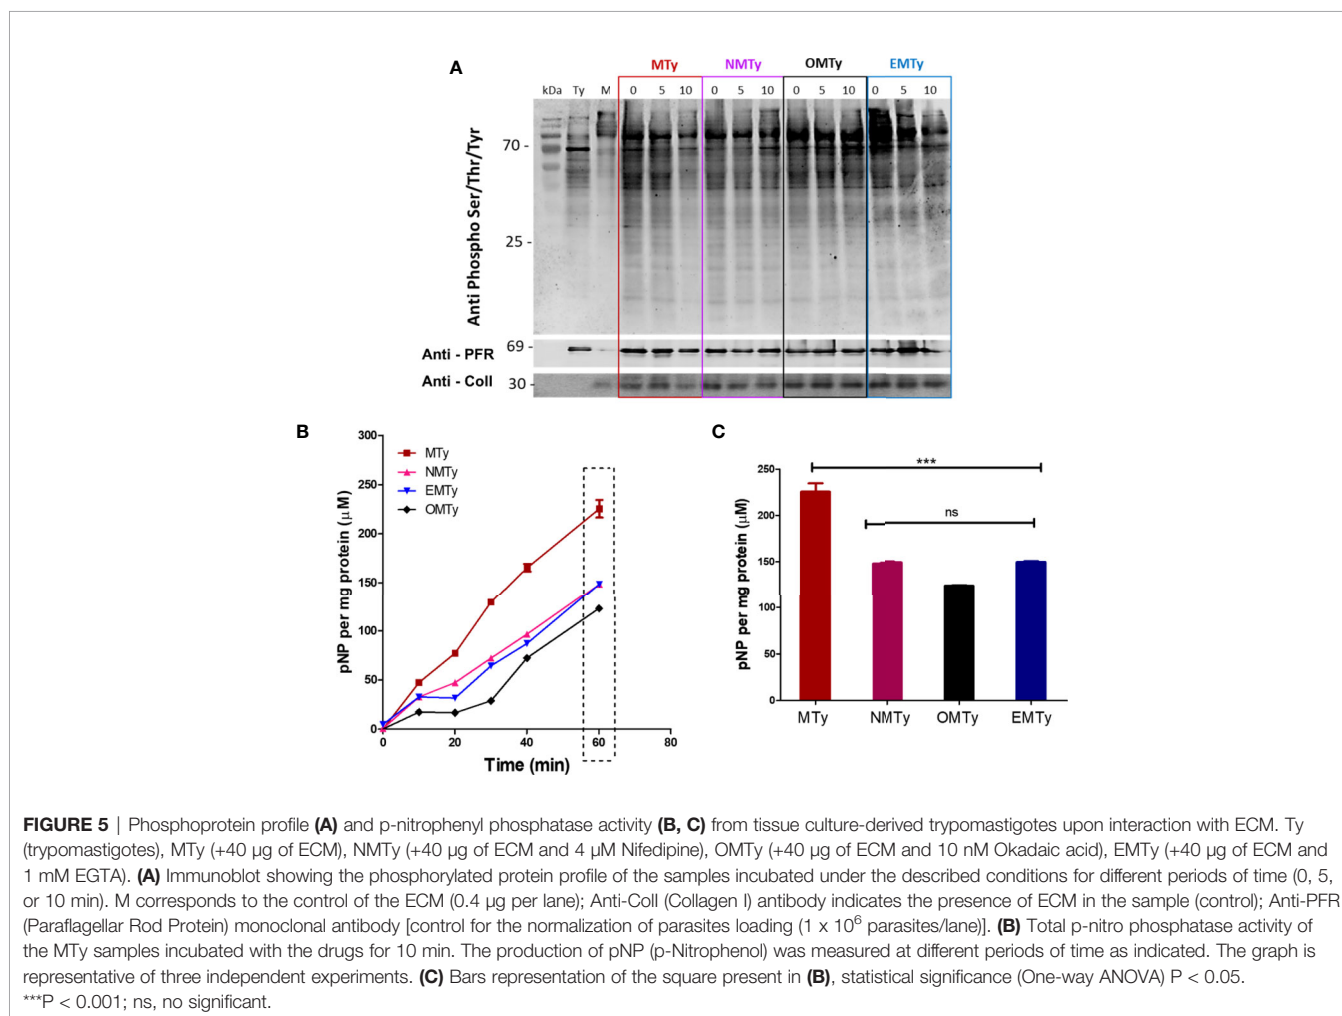 A
MTy NMTy OMTy EMTy
kDa Ty M 0 5 10 0 5 10 0 5 10 0 5 10
Anti Phospho Ser/Thr/Tyr
70 -
25 -
Anti - PFR 69 -
Anti - Coll 30 -
B
pNP per mg protein (µM)
300
250
200
150
100
50
0
MTy
NMTy
EMTy
OMTy
0 20 40 60 80
Time (min)
C
pNP per mg protein (µM)
250
200
150
100
50
0
***
ns
MTy NMTy OMTy EMTy
FIGURE 5 | Phosphoprotein profile (A) and p-nitrophenyl phosphatase activity (B, C) from tissue culture-derived trypomastigotes upon interaction with ECM. Ty
(trypomastigotes), MTy (+40 µg of ECM), NMTy (+40 µg of ECM and 4 µM Nifedipine), OMTy (+40 µg of ECM and 10 nM Okadaic acid), EMTy (+40 µg of ECM and
1 mM EGTA). (A) Immunoblot showing the phosphorylated protein profile of the samples incubated under the described conditions for different periods of time (0, 5,
or 10 min). M corresponds to the control of the ECM (0.4 µg per lane); Anti-Coll (Collagen I) antibody indicates the presence of ECM in the sample (control); Anti-PFR
(Paraflagellar Rod Protein) monoclonal antibody [control for the normalization of parasites loading (1 x 10⁶ parasites/lane)]. (B) Total p-nitro phosphatase activity of
the MTy samples incubated with the drugs for 10 min. The production of pNP (p-Nitrophenol) was measured at different periods of time as indicated. The graph is
representative of three independent experiments. (C) Bars representation of the square present in (B), statistical significance (One-way ANOVA) P < 0.05.
***P < 0.001; ns, no significant.